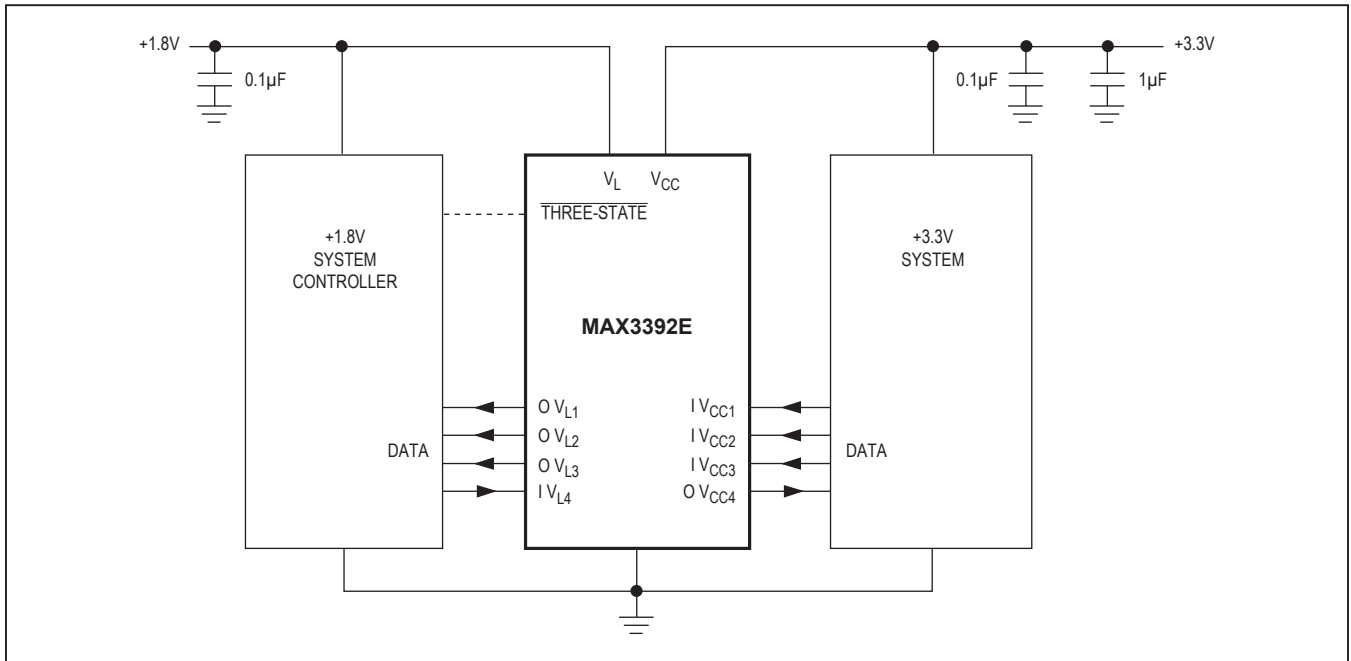 +1.8V
+3.3V
0.1µF
0.1µF
1µF
VL
VCC
THREE-STATE
+1.8V
SYSTEM
CONTROLLER
+3.3V
SYSTEM
MAX3392E
O VL1
I VCC1
O VL2
I VCC2
DATA
DATA
O VL3
I VCC3
I VL4
O VCC4